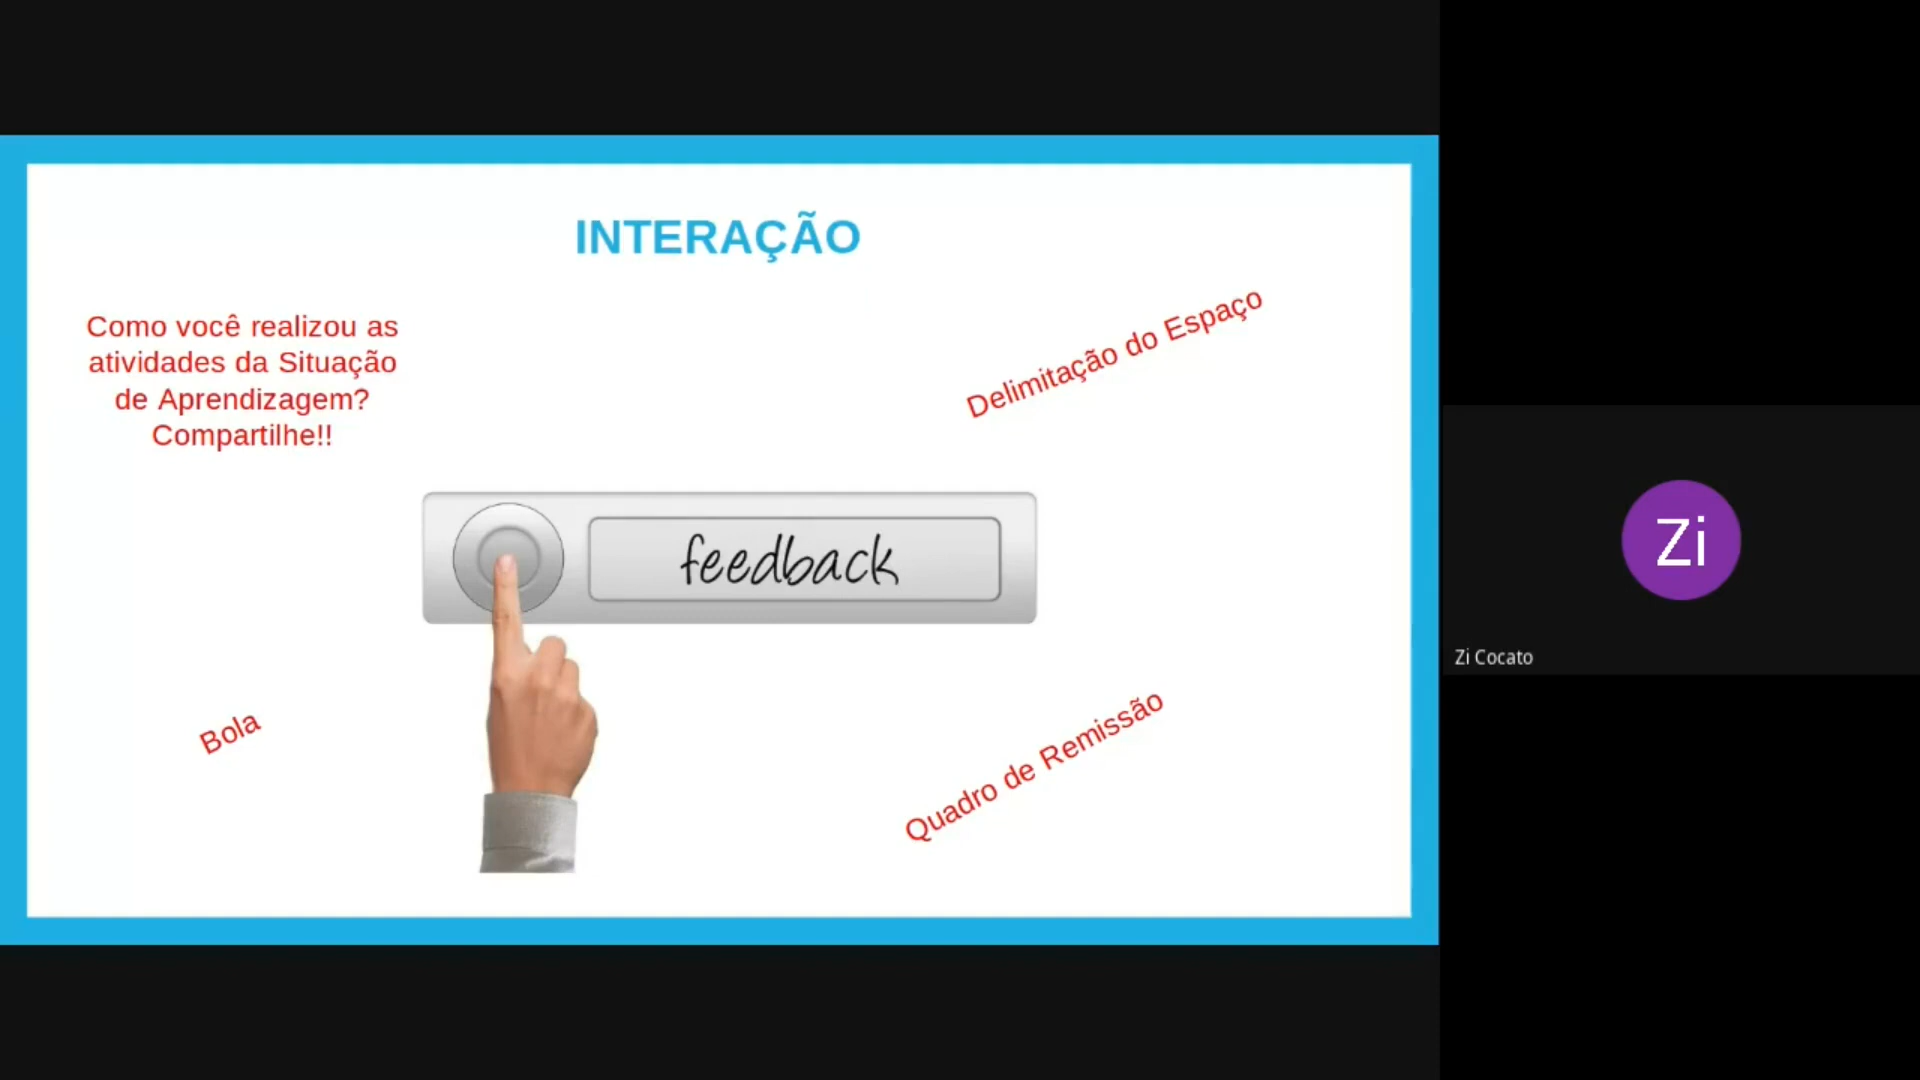 INTERAÇÃO
Como você realizou as
atividades da Situação
de Aprendizagem?
Compartilhe!!
Delimitação do Espaço
feedback
Bola
Quadro de Remissão
Zi
Zi Cocato